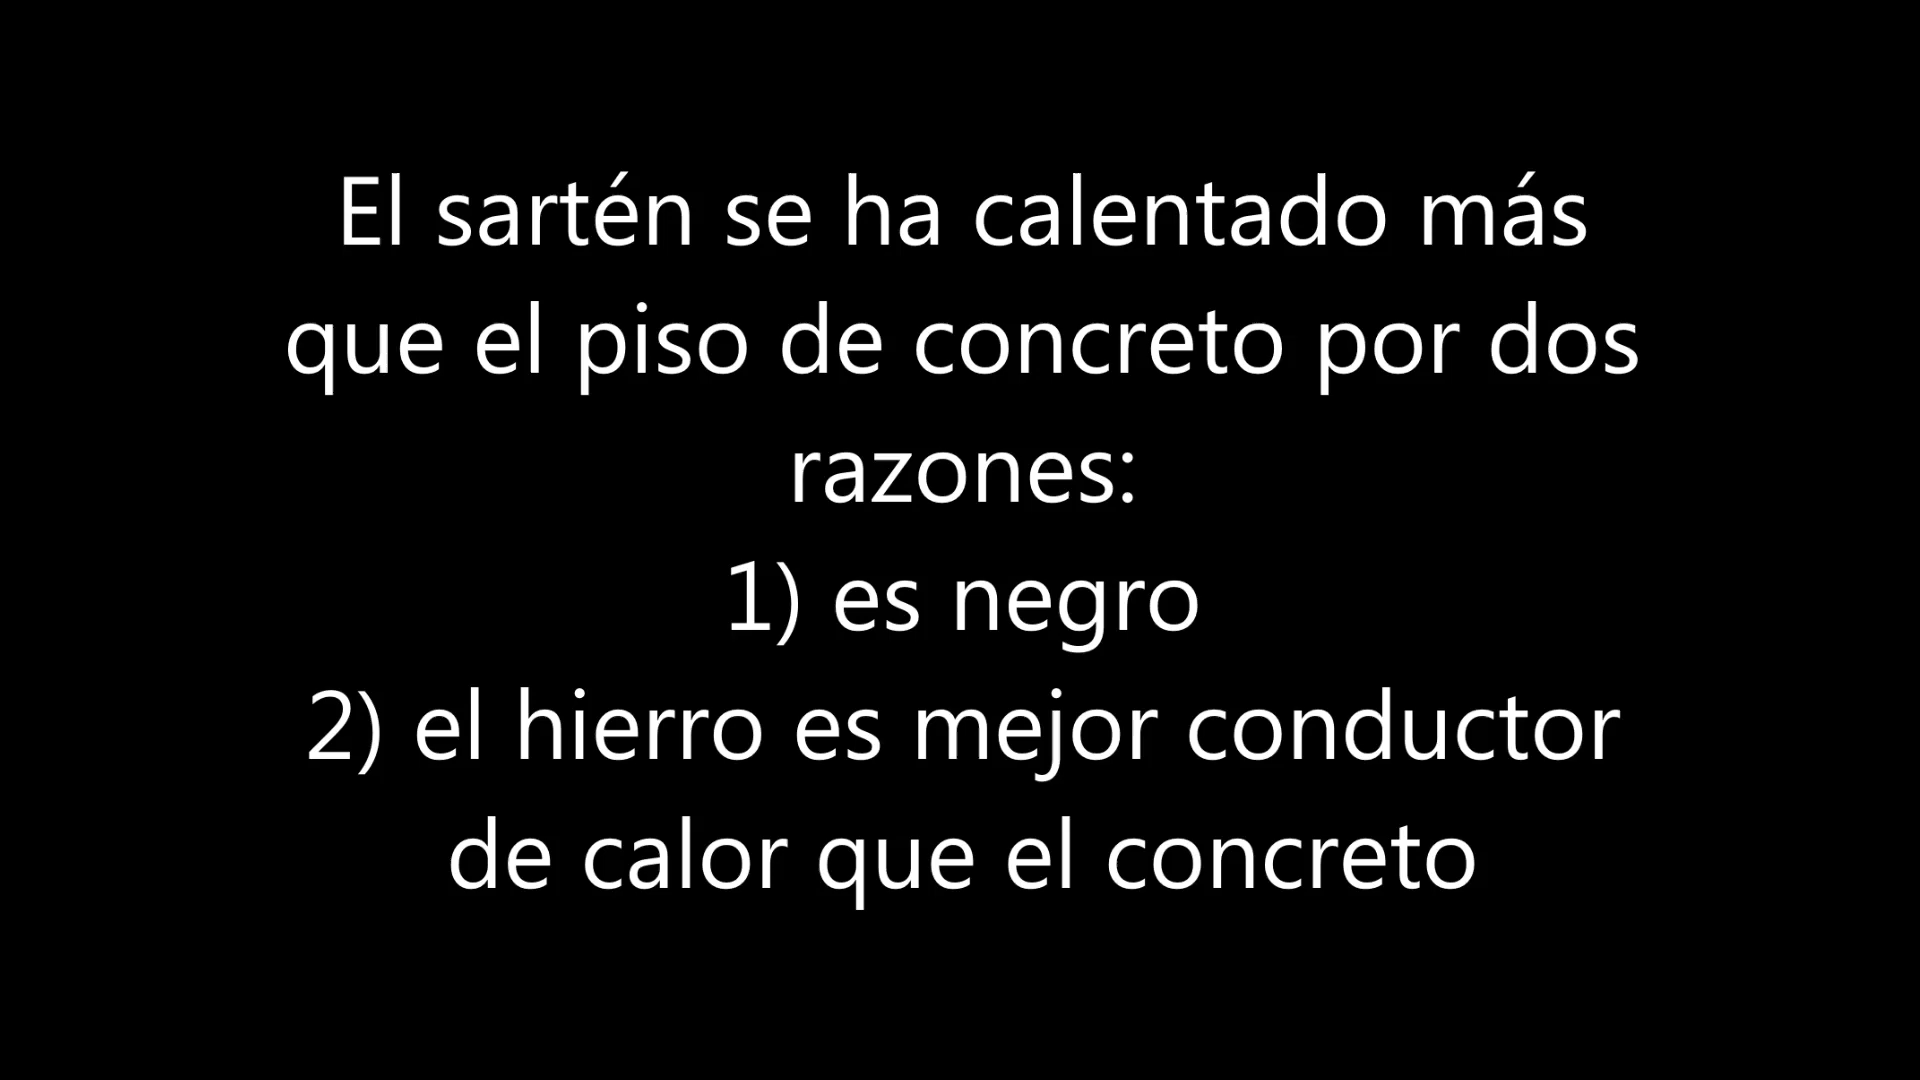 El sartén se ha calentado más
que el piso de concreto por dos
razones:
1) es negro
2) el hierro es mejor conductor
de calor que el concreto